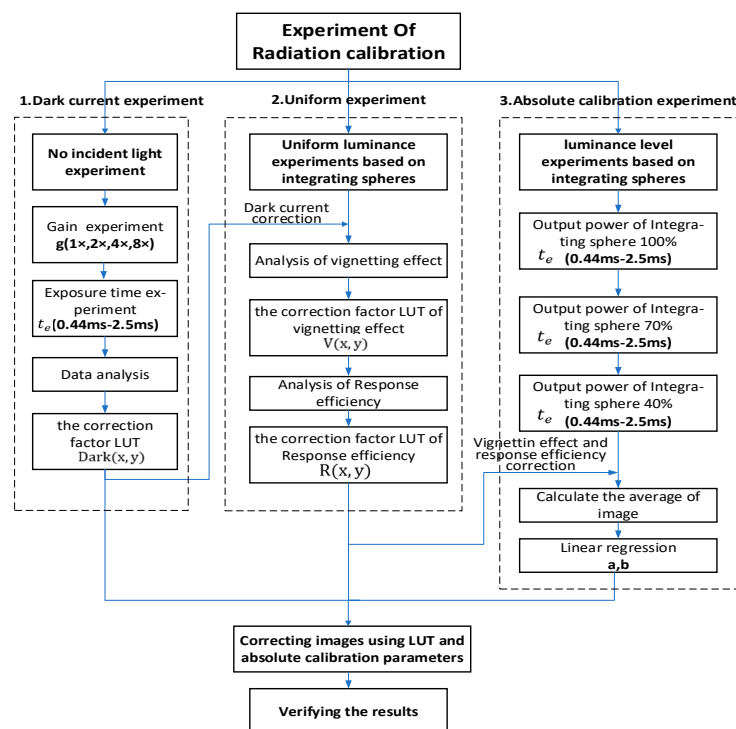 Experiment Of
Radiation calibration
1.Dark current experiment
No incident light
experiment
Gain experiment
g(1×,2×,4×,8×)
Exposure time ex-
periment
te(0.44ms-2.5ms)
Data analysis
the correction
factor LUT
Dark(x,y)
2.Uniform experiment
Uniform luminance
experiments based on
integrating spheres
Dark current
correction
Analysis of vignetting effect
the correction factor LUT of
vignetting effect
V(x,y)
Analysis of Response
efficiency
the correction factor LUT of
Response efficiency
R(x,y)
3.Absolute calibration experiment
luminance level
experiments based on
integrating spheres
Output power of Integra-
ting sphere 100%
te (0.44ms-2.5ms)
Output power of Integra-
ting sphere 70%
te (0.44ms-2.5ms)
Output power of Integra-
ting sphere 40%
te (0.44ms-2.5ms)
Vignettin effect and
response efficiency
correction
Calculate the average of
image
Linear regression
a,b
Correcting images using LUT and
absolute calibration parameters
Verifying the results